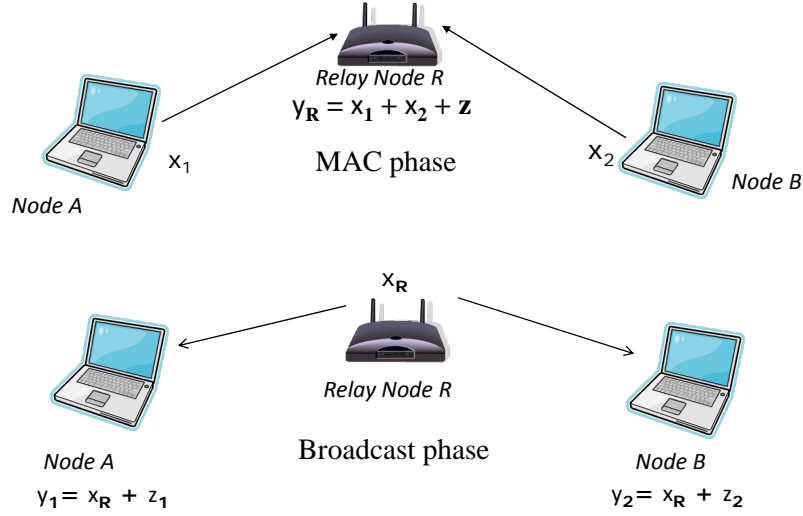 Relay Node R
y_R = x_1 + x_2 + z
MAC phase
x_1
x_2
Node A
Node B
x_R
Relay Node R
Broadcast phase
Node A
Node B
y_1 = x_R + z_1
y_2 = x_R + z_2